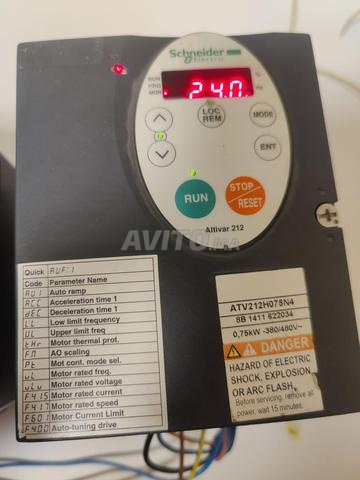 Schneider
Electric
RUN
PRG
MON
%
Hz
24.0
LOC
REM
MODE
ENT
RUN
STOP
RESET
Altivar 212
AVITO.ma
Quick AUF:1
Code Parameter Name
AU1 Auto ramp
ACC Acceleration time 1
dEC Deceleration time 1
LL Low limit frequency
UL Upper limit freq
tHr Motor thermal prot.
FM AO scaling
Pt Mot cont. mode sel.
uL Motor rated freq.
uLu Motor rated voltage
F415 Motor rated current
F417 Motor rated speed
F601 Motor Current Limit
F400 Auto-tuning drive
ATV212H075N4
8B 1411 622034
0,75kW -380/480V~
DANGER
HAZARD OF ELECTRIC
SHOCK, EXPLOSION,
OR ARC FLASH.
Before servicing, remove all
power, wait 15 minutes.